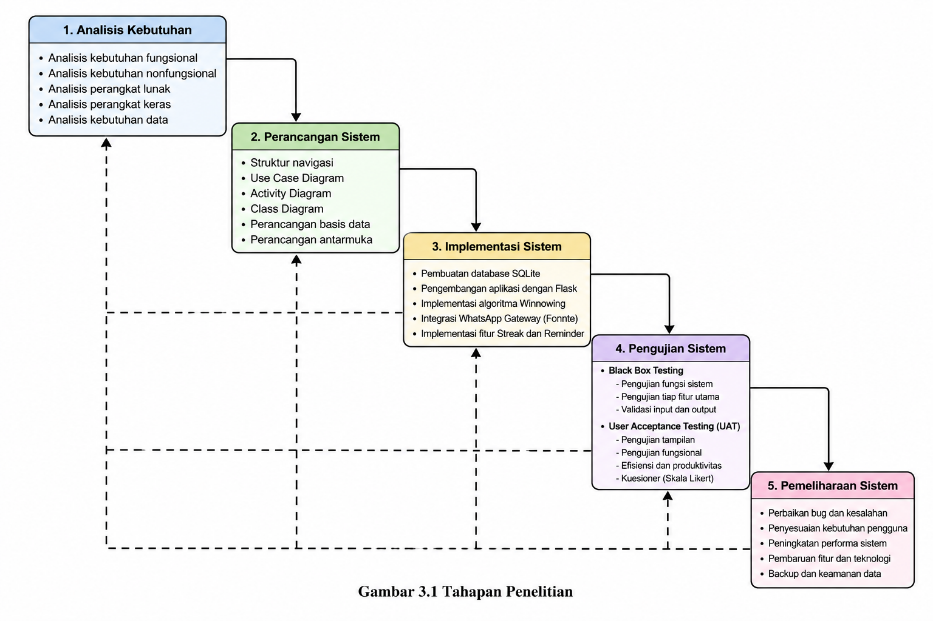 1. Analisis Kebutuhan
• Analisis kebutuhan fungsional
• Analisis kebutuhan nonfungsional
• Analisis perangkat lunak
• Analisis perangkat keras
• Analisis kebutuhan data
2. Perancangan Sistem
• Struktur navigasi
• Use Case Diagram
• Activity Diagram
• Class Diagram
• Perancangan basis data
• Perancangan antarmuka
3. Implementasi Sistem
• Pembuatan database SQLite
• Pengembangan aplikasi dengan Flask
• Implementasi algoritma Winnowing
• Integrasi WhatsApp Gateway (Fonnte)
• Implementasi fitur Streak dan Reminder
4. Pengujian Sistem
• Black Box Testing
- Pengujian fungsi sistem
- Pengujian tiap fitur utama
- Validasi input dan output
• User Acceptance Testing (UAT)
- Pengujian tampilan
- Pengujian fungsional
- Efisiensi dan produktivitas
- Kuesioner (Skala Likert)
5. Pemeliharaan Sistem
• Perbaikan bug dan kesalahan
• Penyesuaian kebutuhan pengguna
• Peningkatan performa sistem
• Pembaruan fitur dan teknologi
• Backup dan keamanan data
Gambar 3.1 Tahapan Penelitian